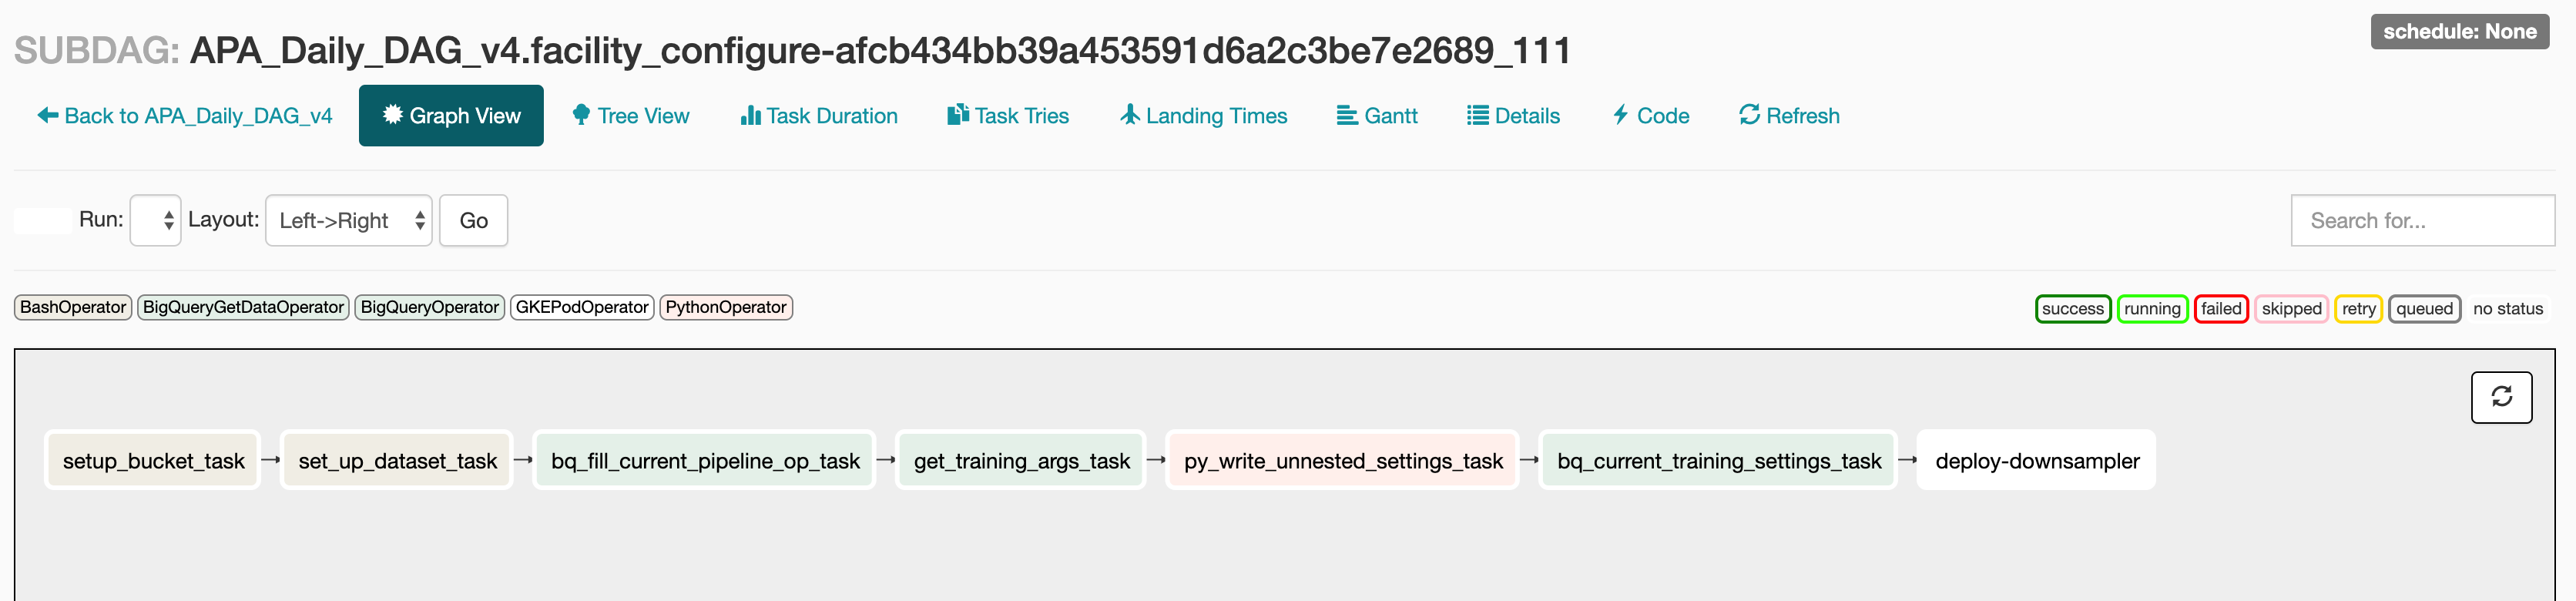 schedule: None
SUBDAG: APA_Daily_DAG_v4.facility_configure-afcb434bb39a453591d6a2c3be7e2689_111
Back to APA_Daily_DAG_v4 Graph View Tree View Task Duration Task Tries Landing Times Gantt Details Code Refresh
Run: Layout: Left->Right Go Search for...
BashOperator BigQueryGetDataOperator BigQueryOperator GKEPodOperator PythonOperator success running failed skipped retry queued no status
setup_bucket_task set_up_dataset_task bq_fill_current_pipeline_op_task get_training_args_task py_write_unnested_settings_task bq_current_training_settings_task deploy-downsampler